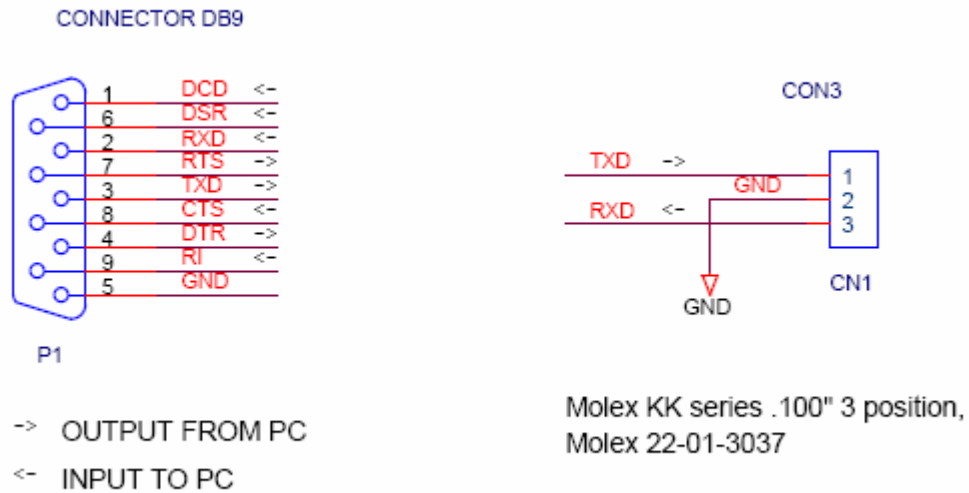 CONNECTOR DB9
1 DCD <-
6 DSR <-
2 RXD <-
7 RTS ->
3 TXD ->
8 CTS <-
4 DTR ->
9 RI <-
5 GND
P1
-> OUTPUT FROM PC
<- INPUT TO PC
CON3
TXD -> 1
GND 2
RXD <- 3
GND
CN1
Molex KK series .100" 3 position,
Molex 22-01-3037